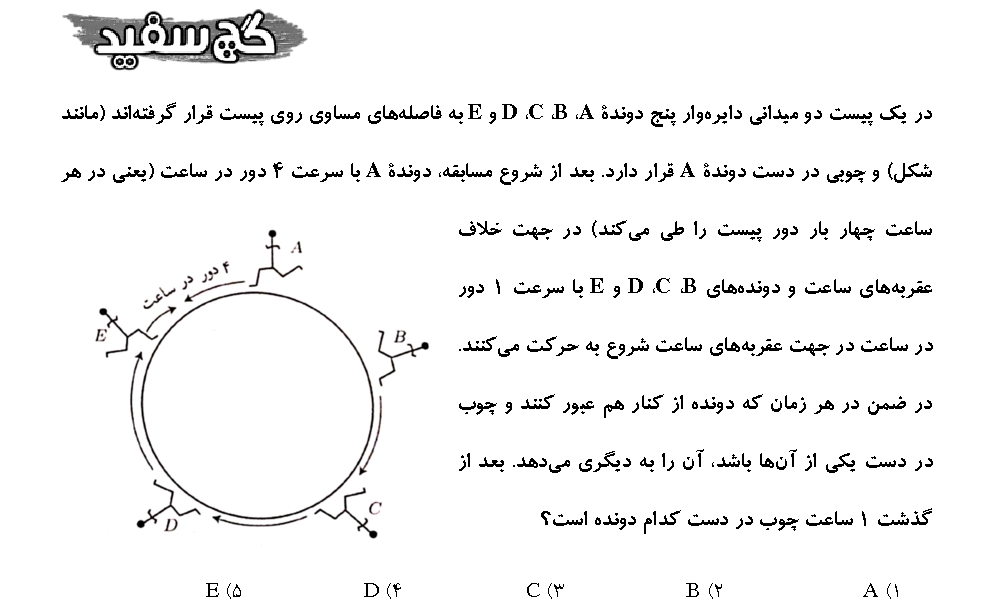 گچ سفید
در یک پیست دو میدانی دایره‌وار پنج دوندهٔ A، B، C، D و E به فاصله‌های مساوی روی پیست قرار گرفته‌اند (مانند
شکل) و چوبی در دست دوندهٔ A قرار دارد. بعد از شروع مسابقه، دوندهٔ A با سرعت ۴ دور در ساعت (یعنی در هر
ساعت چهار بار دور پیست را طی می‌کند) در جهت خلاف
عقربه‌های ساعت و دونده‌های B، C، D و E با سرعت ۱ دور
در ساعت در جهت عقربه‌های ساعت شروع به حرکت می‌کنند.
در ضمن در هر زمان که دونده از کنار هم عبور کنند و چوب
در دست یکی از آن‌ها باشد، آن را به دیگری می‌دهد. بعد از
گذشت ۱ ساعت چوب در دست کدام دونده است؟
A
۴ دور در ساعت
E
B
D
C
۱) A ۲) B ۳) C ۴) D ۵) E